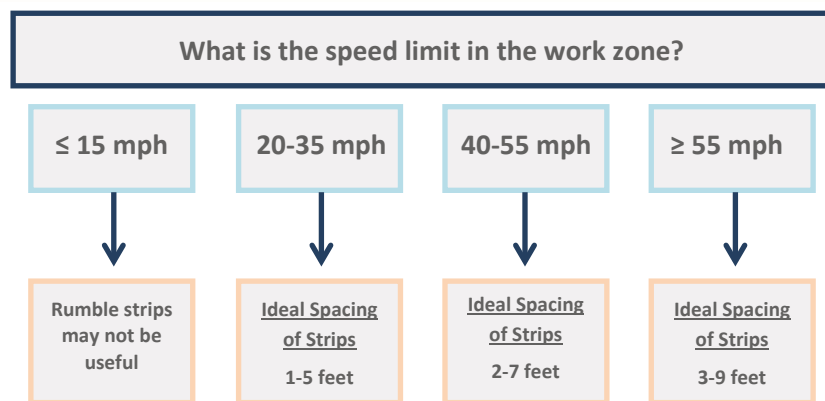 What is the speed limit in the work zone?
≤ 15 mph
20-35 mph
40-55 mph
≥ 55 mph
Rumble strips
may not be
useful
Ideal Spacing
of Strips
1-5 feet
Ideal Spacing
of Strips
2-7 feet
Ideal Spacing
of Strips
3-9 feet